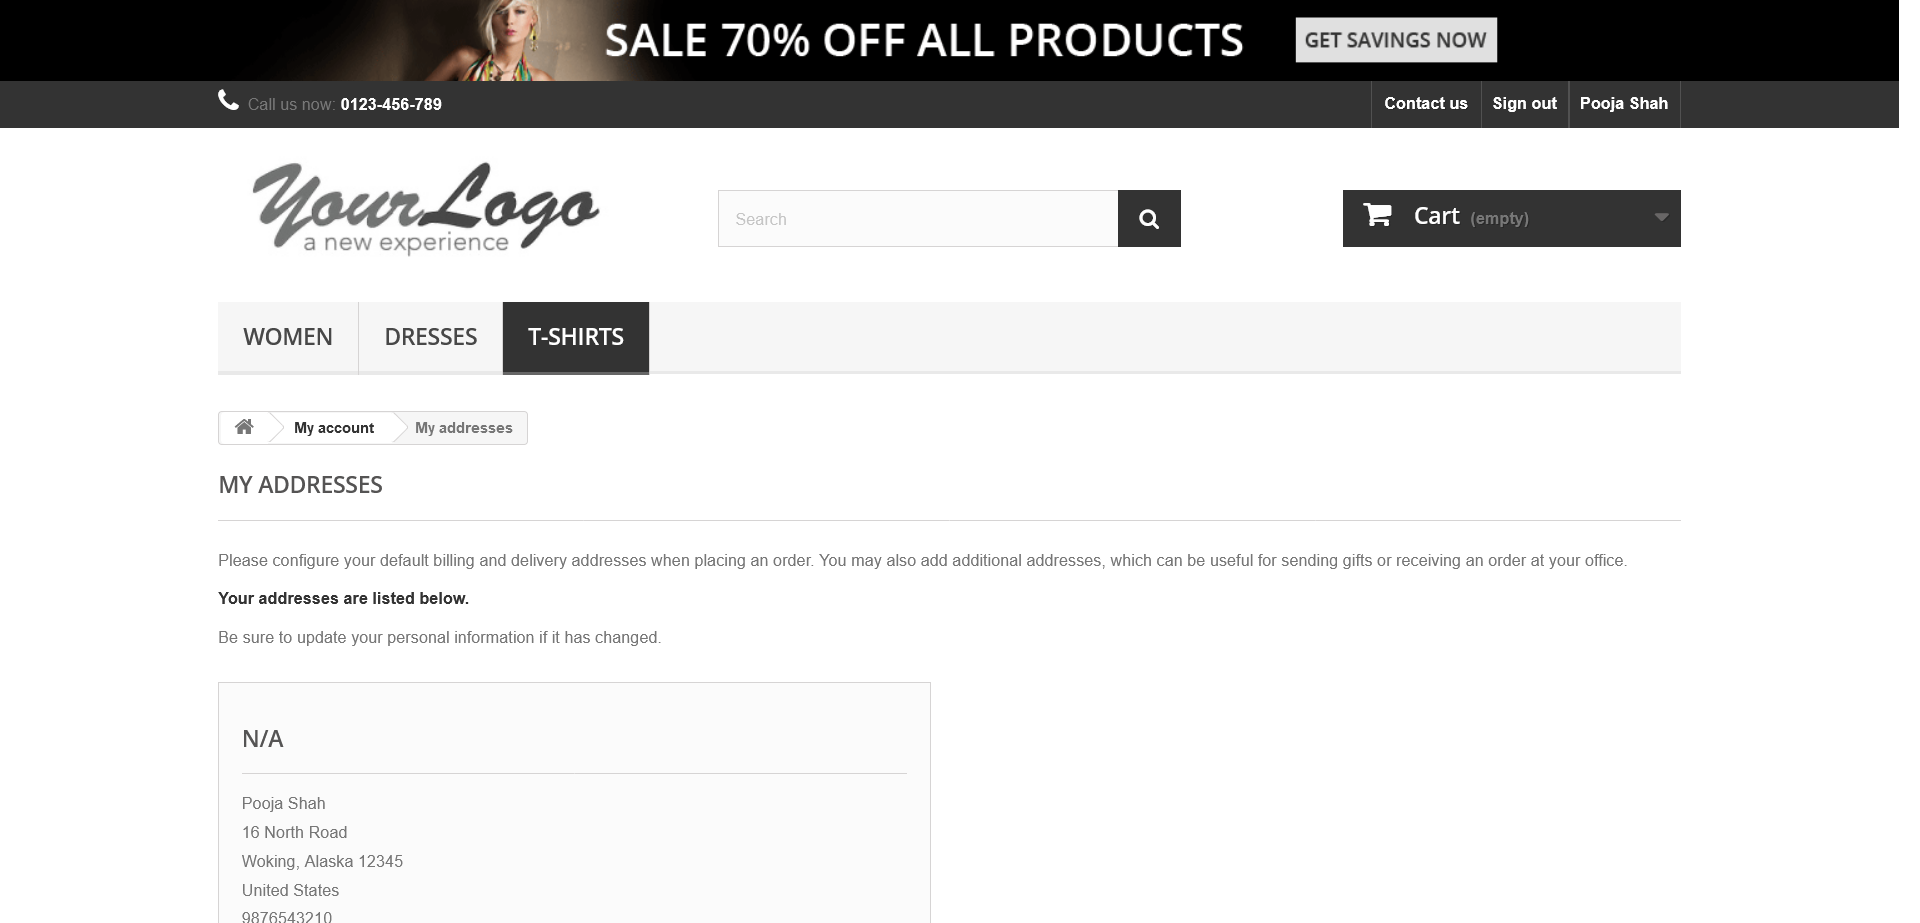 SALE 70% OFF ALL PRODUCTS GET SAVINGS NOW
Call us now: 0123-456-789 Contact us Sign out Pooja Shah
YourLogo
a new experience
Search
Cart (empty)
WOMEN DRESSES T-SHIRTS
My account My addresses
MY ADDRESSES
Please configure your default billing and delivery addresses when placing an order. You may also add additional addresses, which can be useful for sending gifts or receiving an order at your office.
Your addresses are listed below.
Be sure to update your personal information if it has changed.
N/A
Pooja Shah
16 North Road
Woking, Alaska 12345
United States
9876543210